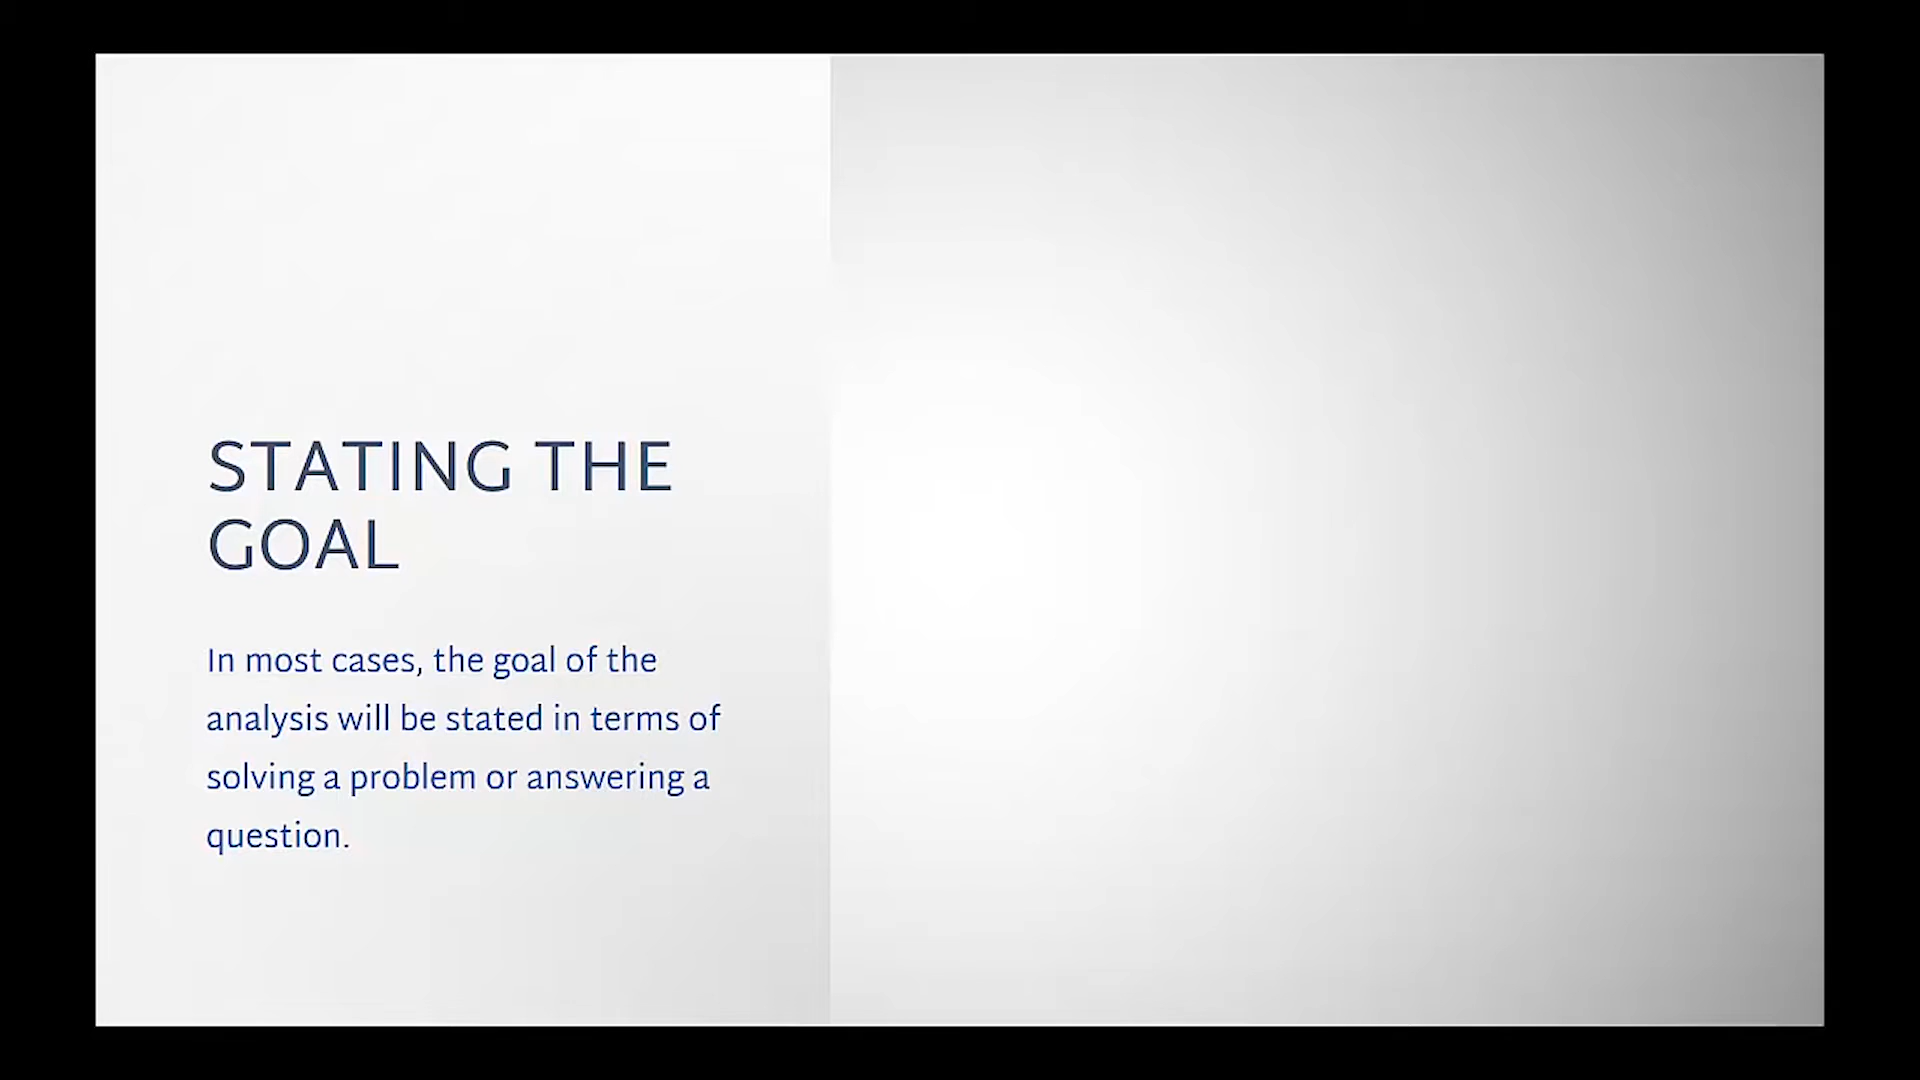 STATING THE
GOAL
In most cases, the goal of the
analysis will be stated in terms of
solving a problem or answering a
question.